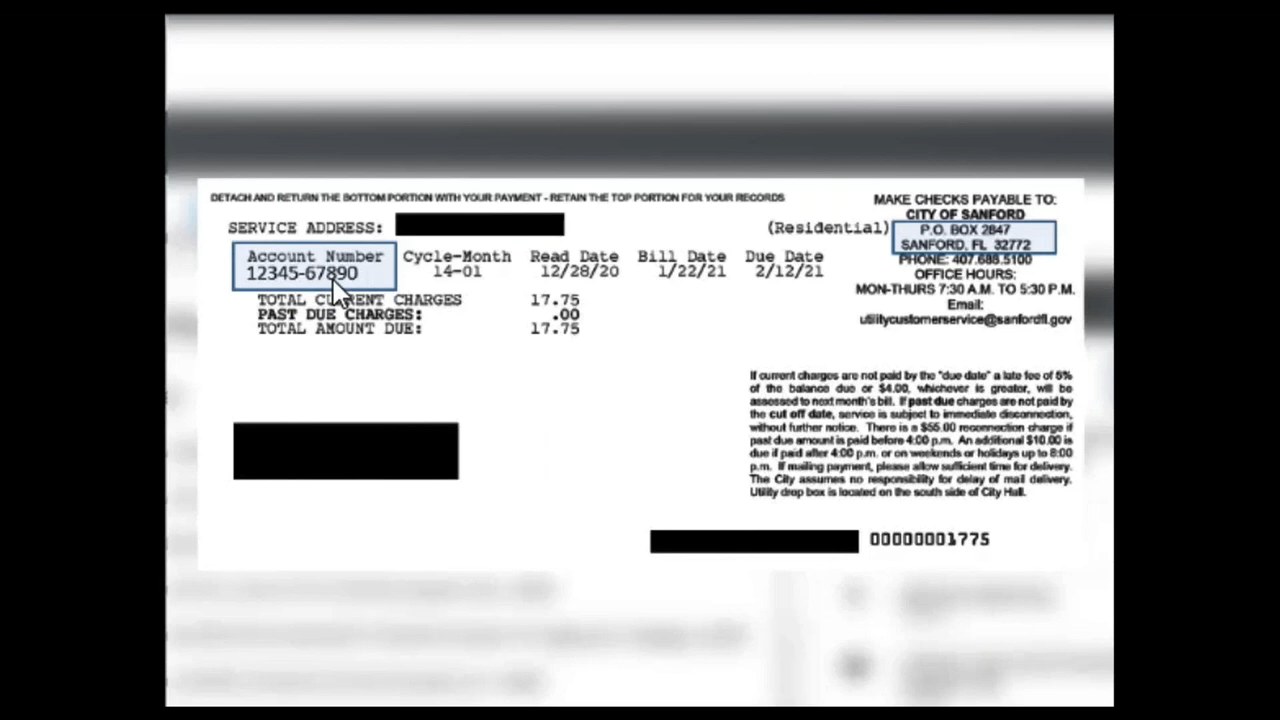 DETACH AND RETURN THE BOTTOM PORTION WITH YOUR PAYMENT - RETAIN THE TOP PORTION FOR YOUR RECORDS
MAKE CHECKS PAYABLE TO:
CITY OF SANFORD
P.O. BOX 2847
SANFORD, FL 32772
PHONE: 407.688.5100
OFFICE HOURS:
MON-THURS 7:30 A.M. TO 5:30 P.M.
Email:
utilitycustomerservice@sanfordfl.gov
SERVICE ADDRESS:
(Residential)
Account Number Cycle-Month Read Date Bill Date Due Date
12345-67890 14-01 12/28/20 1/22/21 2/12/21
TOTAL CURRENT CHARGES 17.75
PAST DUE CHARGES: .00
TOTAL AMOUNT DUE: 17.75
If current charges are not paid by the "due date" a late fee of 5%
of the balance due or $4.00, whichever is greater, will be
assessed to next month's bill. If past due charges are not paid by
the cut off date, service is subject to immediate disconnection,
without further notice. There is a $55.00 reconnection charge if
past due amount is paid before 4:00 p.m. An additional $10.00 is
due if paid after 4:00 p.m. or on weekends or holidays up to 8:00
p.m. If mailing payment, please allow sufficient time for delivery.
The City assumes no responsibility for delay of mail delivery.
Utility drop box is located on the south side of City Hall.
00000001775